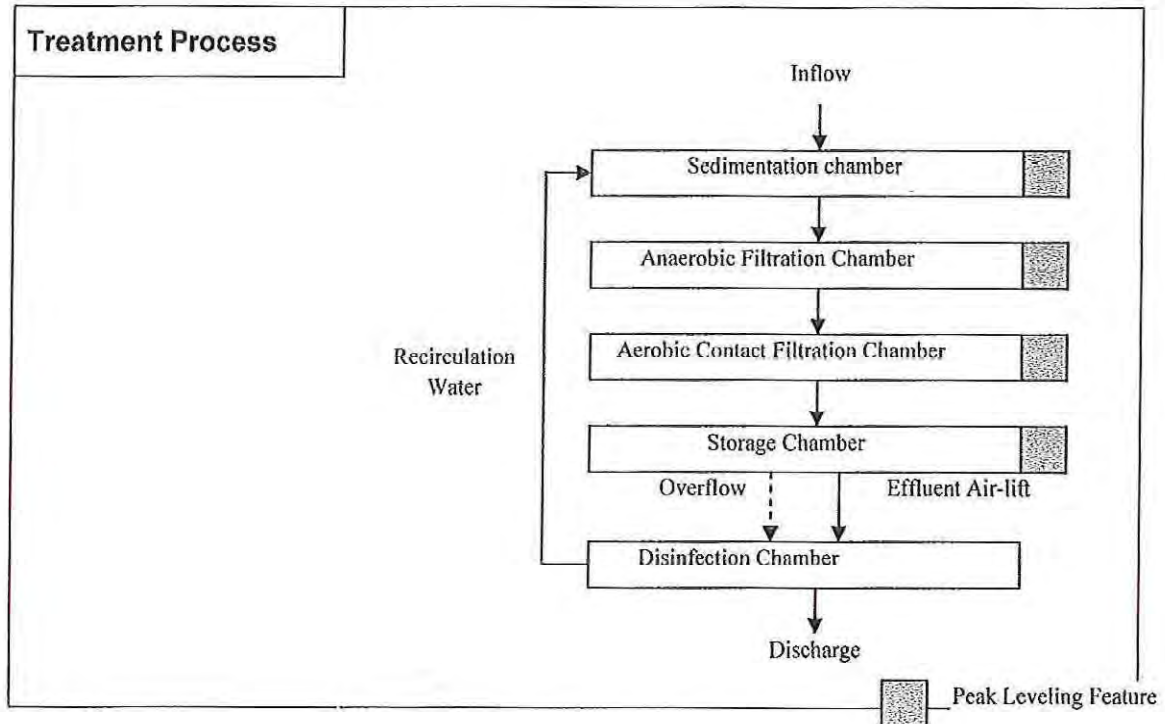 Treatment Process
Inflow
Sedimentation chamber
Anaerobic Filtration Chamber
Aerobic Contact Filtration Chamber
Recirculation
Water
Storage Chamber
Overflow
Effluent Air-lift
Disinfection Chamber
Discharge
Peak Leveling Feature